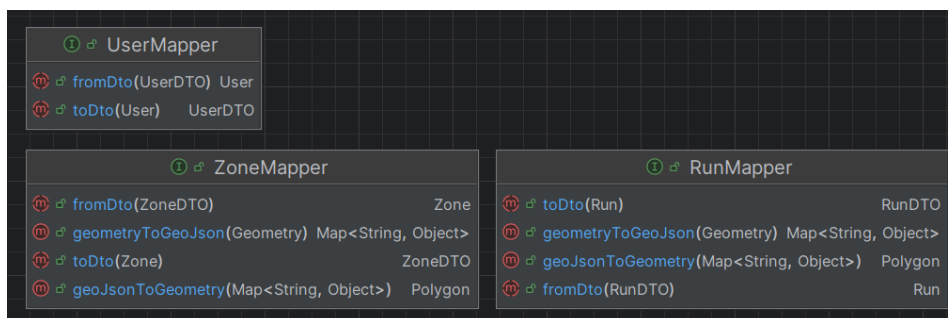 UserMapper
fromDto(UserDTO) User
toDto(User) UserDTO
ZoneMapper
fromDto(ZoneDTO) Zone
geometryToGeoJson(Geometry) Map<String, Object>
toDto(Zone) ZoneDTO
geoJsonToGeometry(Map<String, Object>) Polygon
RunMapper
toDto(Run) RunDTO
geometryToGeoJson(Geometry) Map<String, Object>
geoJsonToGeometry(Map<String, Object>) Polygon
fromDto(RunDTO) Run